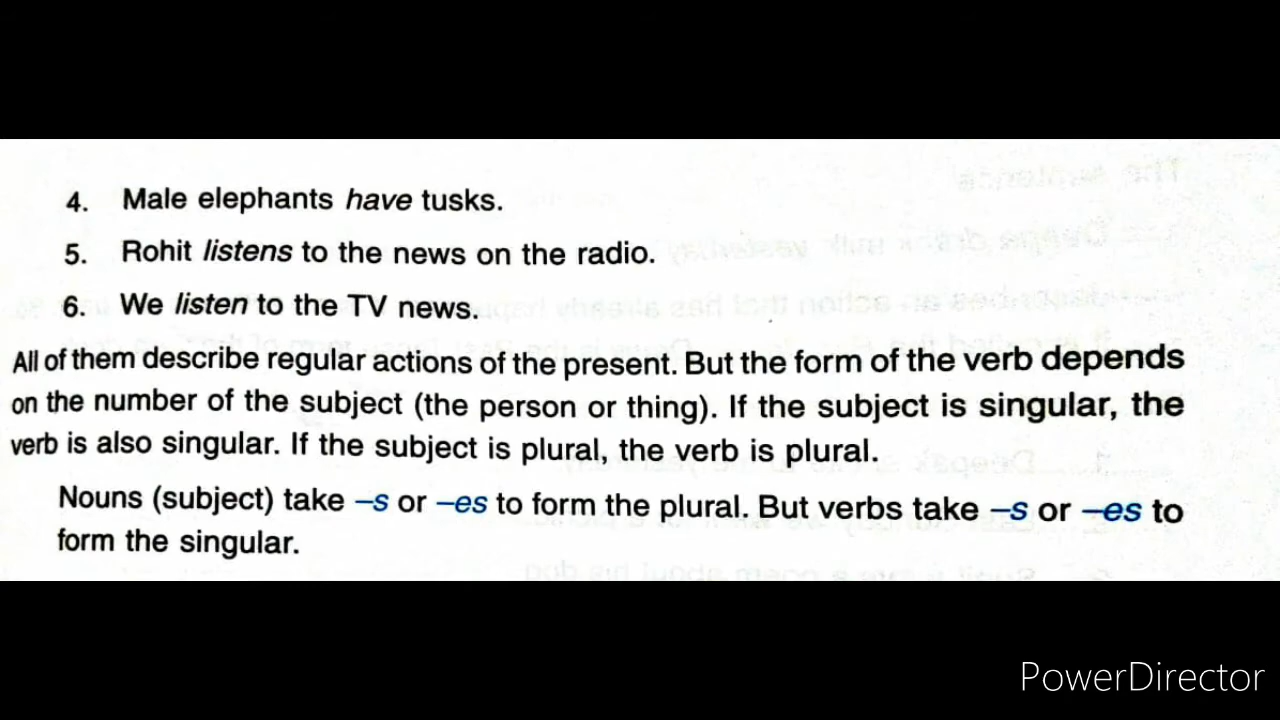 4. Male elephants have tusks.
5. Rohit listens to the news on the radio.
6. We listen to the TV news.
All of them describe regular actions of the present. But the form of the verb depends
on the number of the subject (the person or thing). If the subject is singular, the
verb is also singular. If the subject is plural, the verb is plural.
Nouns (subject) take –s or –es to form the plural. But verbs take –s or –es to
form the singular.
PowerDirector